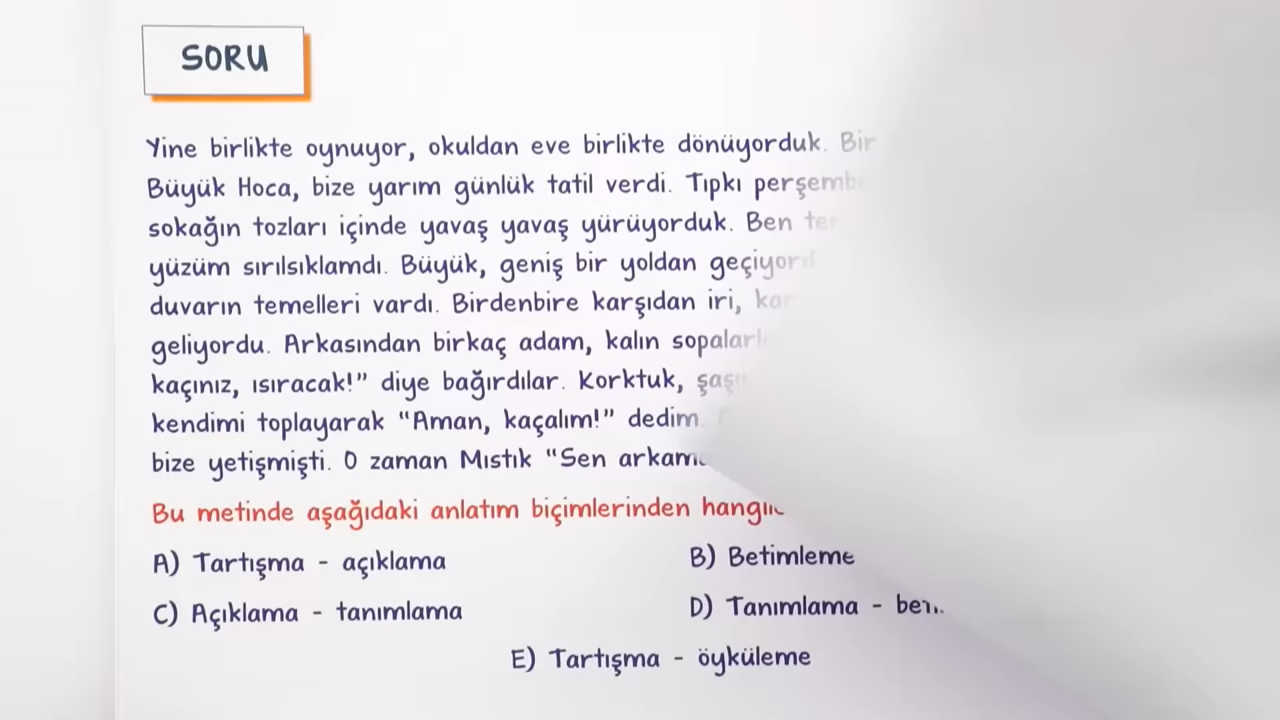 SORU
Yine birlikte oynuyor, okuldan eve birlikte dönüyorduk. Bir
Büyük Hoca, bize yarım günlük tatil verdi. Tıpkı
sokağın tozları içinde yavaş yavaş yürüyorduk. Ben
yüzüm sırılsıklamdı. Büyük, geniş bir yoldan
duvarın temelleri vardı. Birdenbire karşıdan iri,
geliyordu. Arkasından birkaç adam, kalın
kaçınız, ısıracak!" diye bağırdılar. Korktuk,
kendimi toplayarak "Aman, kaçalım!" dedim.
bize yetişmişti. O zaman Mıstık "Sen
Bu metinde aşağıdaki anlatım biçimlerinden
A) Tartışma - açıklama
B) Betimleme
C) Açıklama - tanımlama
D) Tanımlama -
E) Tartışma - öyküleme